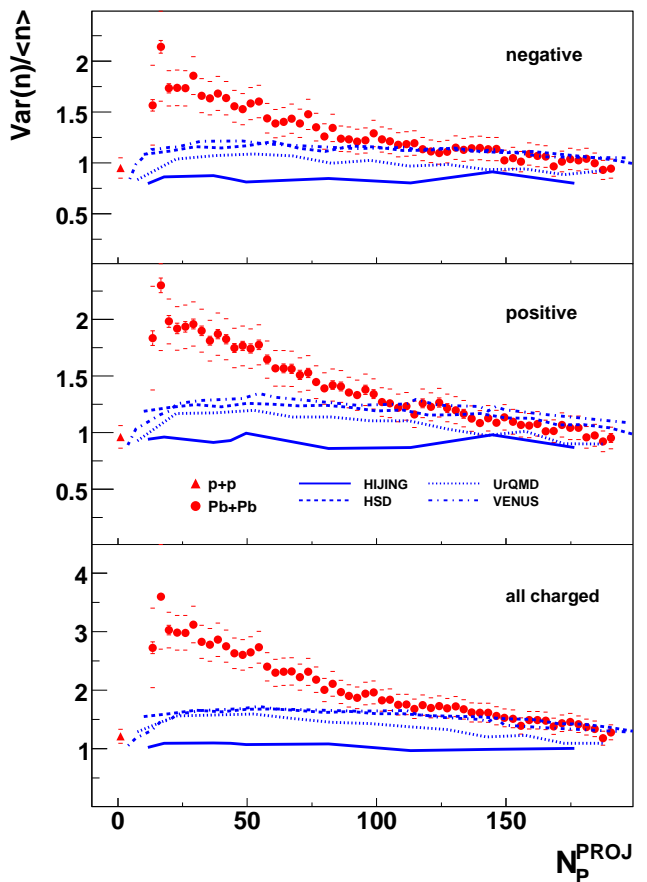 Var(n)/<n>
negative
2
1.5
1
0.5
positive
2
1.5
1
0.5
p+p
Pb+Pb
HIJING
HSD
UrQMD
VENUS
all charged
4
3
2
1
0 50 100 150
N_P^PROJ